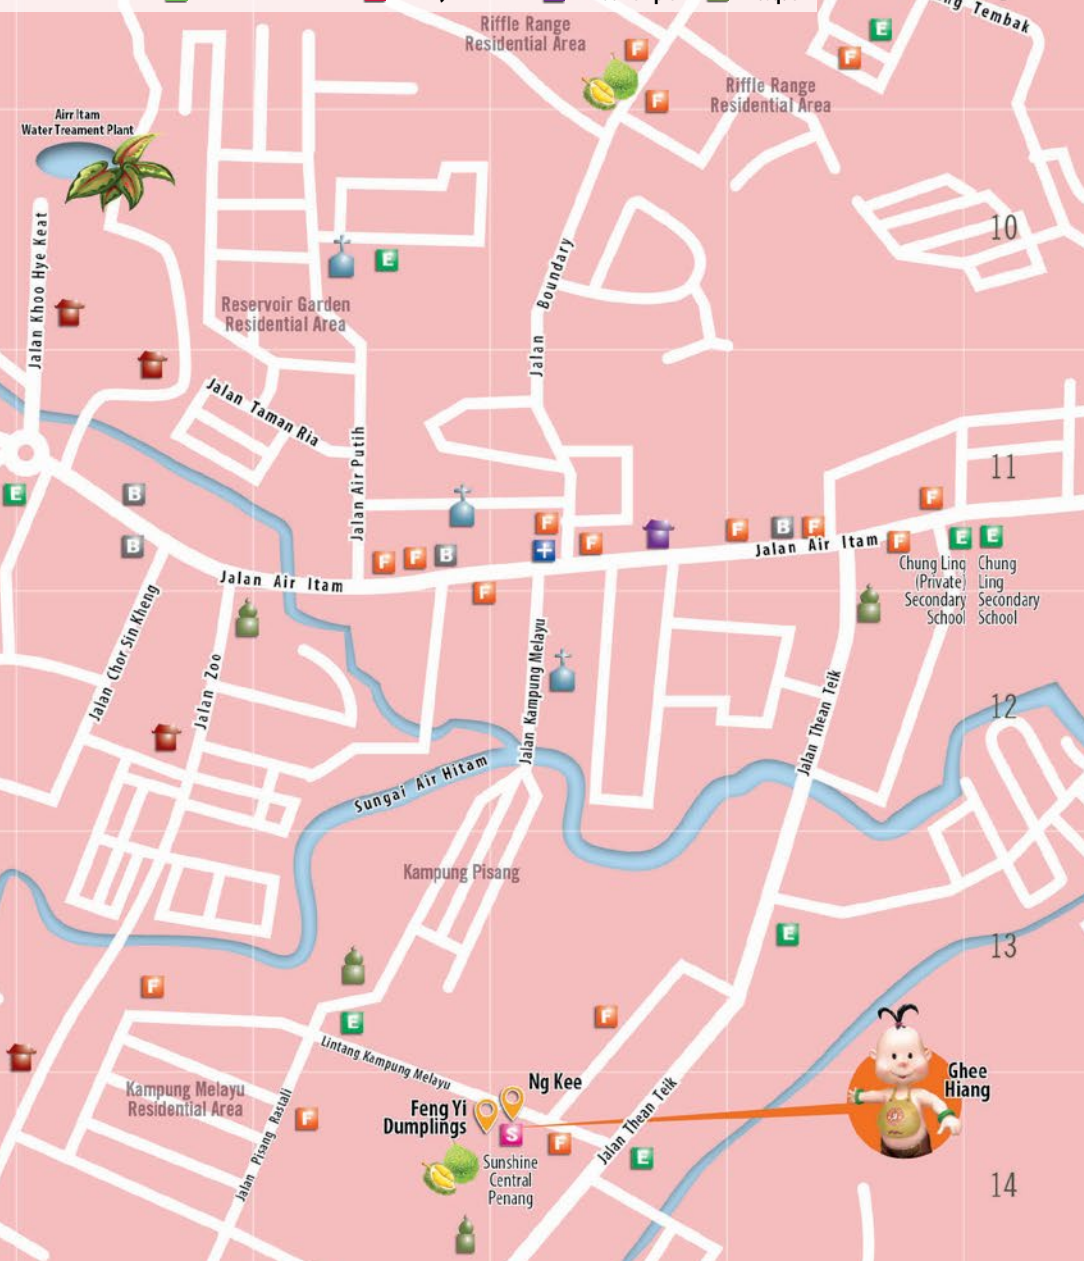 Tembak
Riffle Range
Residential Area
E
F
F
F
Riffle Range
Residential Area
Airr Itam
Water Treament Plant
10
Jalan Khoo Hye Keat
E
Jalan Boundary
Reservoir Garden
Residential Area
Jalan Taman Ria
Jalan Air Putih
11
E
B
B
F
F
B
F
F
F
F
B
F
F
F
E
E
Jalan Air Itam
Jalan Air Itam
Chung Ling
(Private)
Secondary
School
Chung
Ling
Secondary
School
Jalan Chor Sin Kheng
Jalan Zoo
Jalan Kampung Melayu
Jalan Thean Teik
12
Sungai Air Hitam
Kampung Pisang
E
13
F
E
F
Lintang Kampung Melayu
Ghee
Hiang
Kampung Melayu
Residential Area
Jalan Pisang Rastali
F
Ng Kee
Feng Yi
Dumplings
S
F
E
Jalan Thean Teik
Sunshine
Central
Penang
14